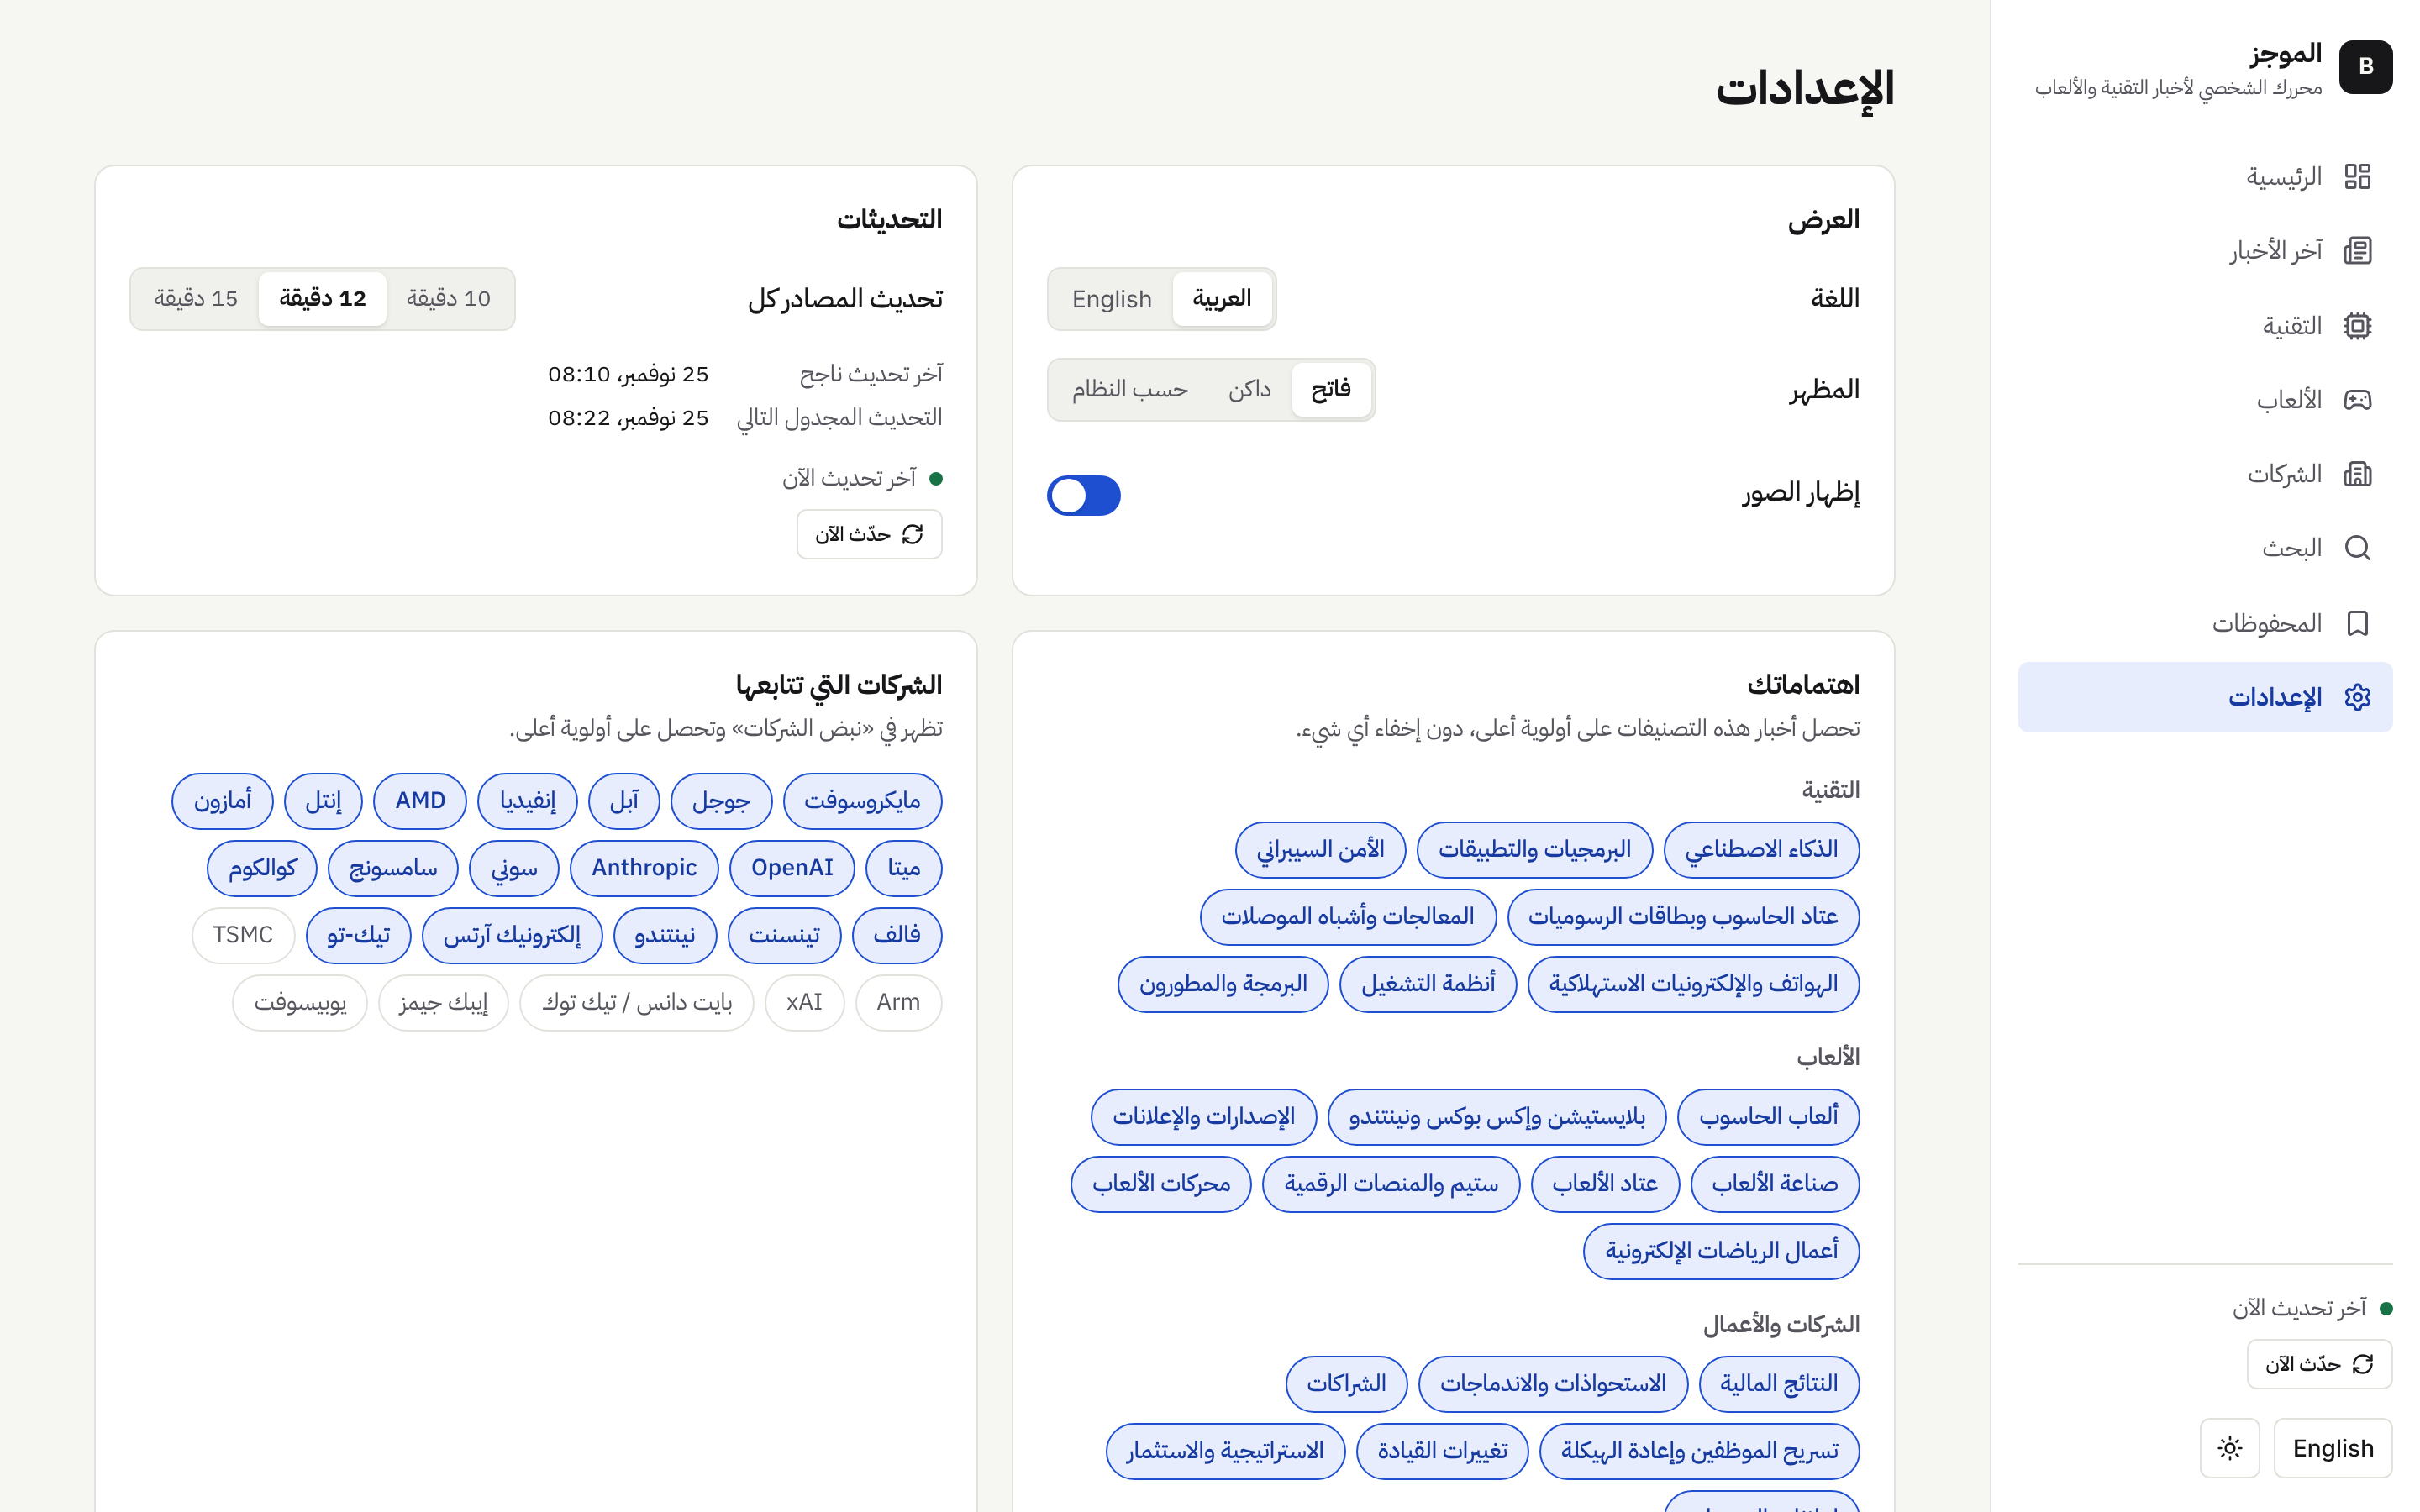 B
الموجز
محررك الشخصي لأخبار التقنية والألعاب
الرئيسية
آخر الأخبار
التقنية
الألعاب
الشركات
البحث
المحفوظات
الإعدادات
آخر تحديث الآن
حدّث الآن
English
الإعدادات
العرض
اللغة
العربية English
المظهر
فاتح داكن حسب النظام
إظهار الصور
التحديثات
تحديث المصادر كل
10 دقيقة 12 دقيقة 15 دقيقة
آخر تحديث ناجح 25 نوفمبر، 08:10
التحديث المجدول التالي 25 نوفمبر، 08:22
آخر تحديث الآن
حدّث الآن
اهتماماتك
تحصل أخبار هذه التصنيفات على أولوية أعلى، دون إخفاء أي شيء.
التقنية
الذكاء الاصطناعي البرمجيات والتطبيقات الأمن السيبراني
عتاد الحاسوب وبطاقات الرسوميات المعالجات وأشباه الموصلات
الهواتف والإلكترونيات الاستهلاكية أنظمة التشغيل البرمجة والمطورون
الألعاب
ألعاب الحاسوب بلايستيشن وإكس بوكس ونينتندو الإصدارات والإعلانات
صناعة الألعاب عتاد الألعاب ستيم والمنصات الرقمية محركات الألعاب
أعمال الرياضات الإلكترونية
الشركات والأعمال
النتائج المالية الاستحواذات والاندماجات الشراكات
تسريح الموظفين وإعادة الهيكلة تغييرات القيادة الاستراتيجية والاستثمار
الشركات التي تتابعها
تظهر في «نبض الشركات» وتحصل على أولوية أعلى.
مايكروسوفت جوجل آبل إنفيديا AMD إنتل أمازون
ميتا OpenAI Anthropic سوني سامسونج كوالكوم
فالف تينسنت نينتندو إلكترونيك آرتس تيك-تو TSMC
Arm xAI بايت دانس / تيك توك إيبك جيمز يوبيسوفت